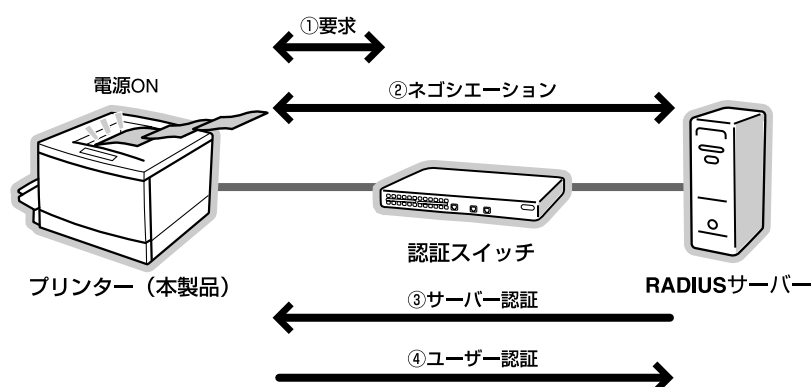 ①要求
電源ON
②ネゴシエーション
認証スイッチ
プリンター（本製品）
RADIUSサーバー
③サーバー認証
④ユーザー認証